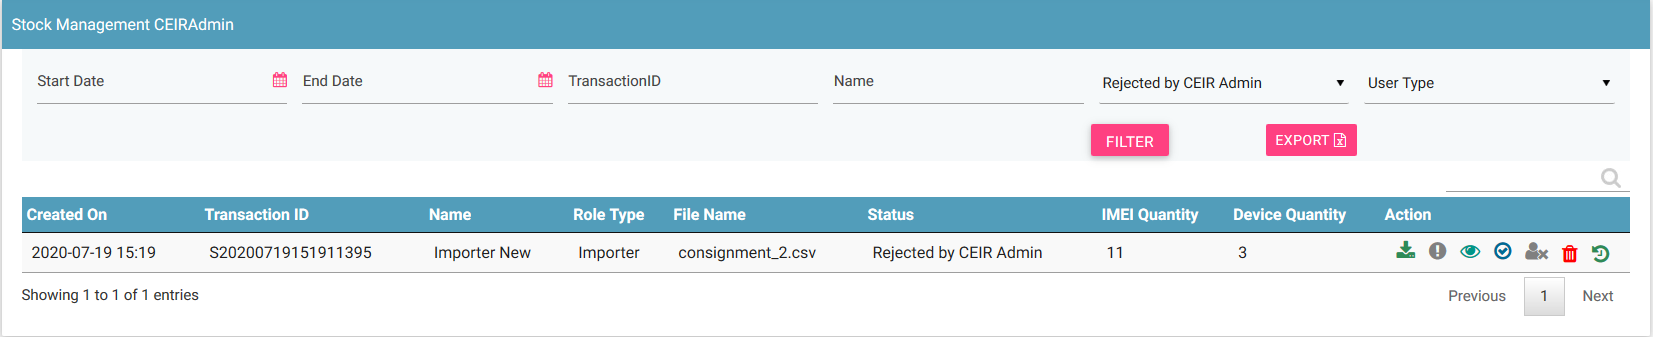 Stock Management CEIRAdmin
Start Date End Date TransactionID Name Rejected by CEIR Admin User Type
FILTER EXPORT
Created On Transaction ID Name Role Type File Name Status IMEI Quantity Device Quantity Action
2020-07-19 15:19 S20200719151911395 Importer New Importer consignment_2.csv Rejected by CEIR Admin 11 3
Showing 1 to 1 of 1 entries Previous 1 Next